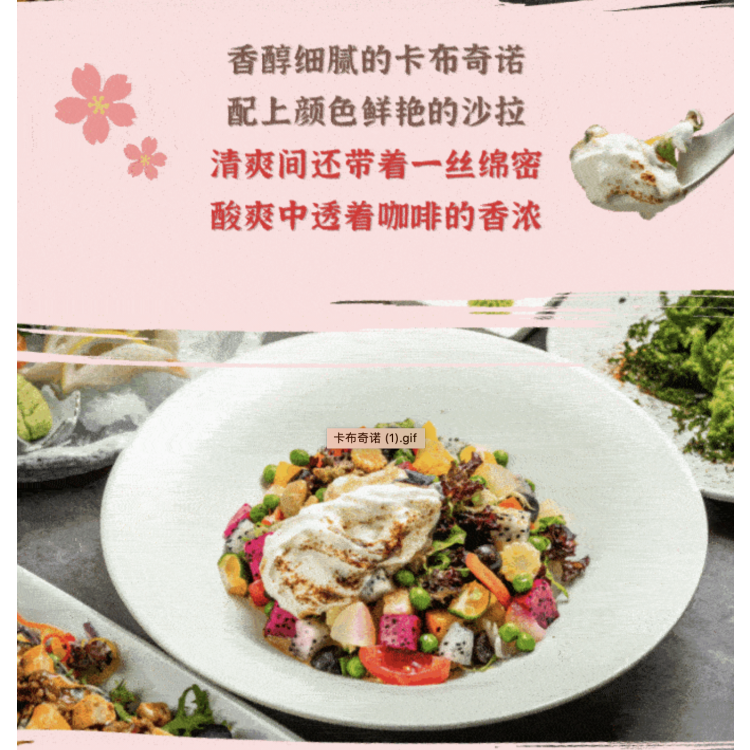 香醇细腻的卡布奇诺
配上颜色鲜艳的沙拉
清爽间还带着一丝绵密
酸爽中透着咖啡的香浓
卡布奇诺 (1).gif